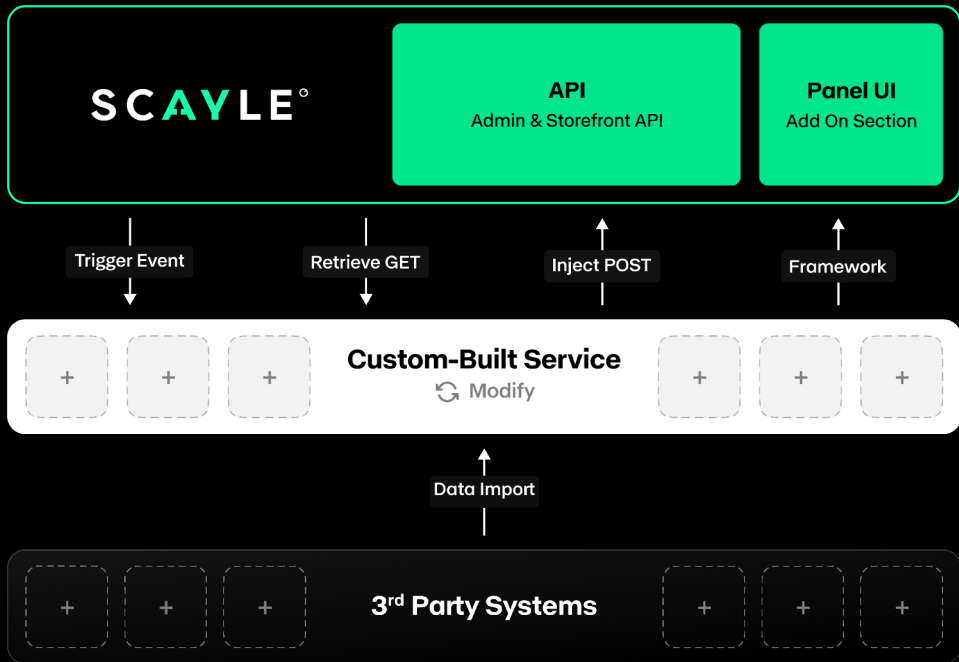 SCAYLE
API
Admin & Storefront API
Panel UI
Add On Section
Trigger Event
Retrieve GET
Inject POST
Framework
+ + +
Custom-Built Service
Modify
+ + +
Data Import
+ + +
3rd Party Systems
+ + +